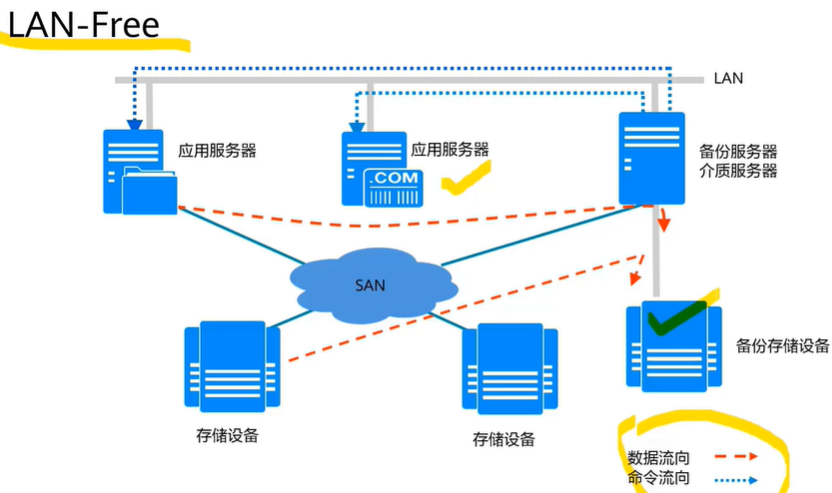 LAN-Free
LAN
应用服务器
应用服务器
.COM
备份服务器
介质服务器
SAN
备份存储设备
存储设备
存储设备
数据流向
命令流向